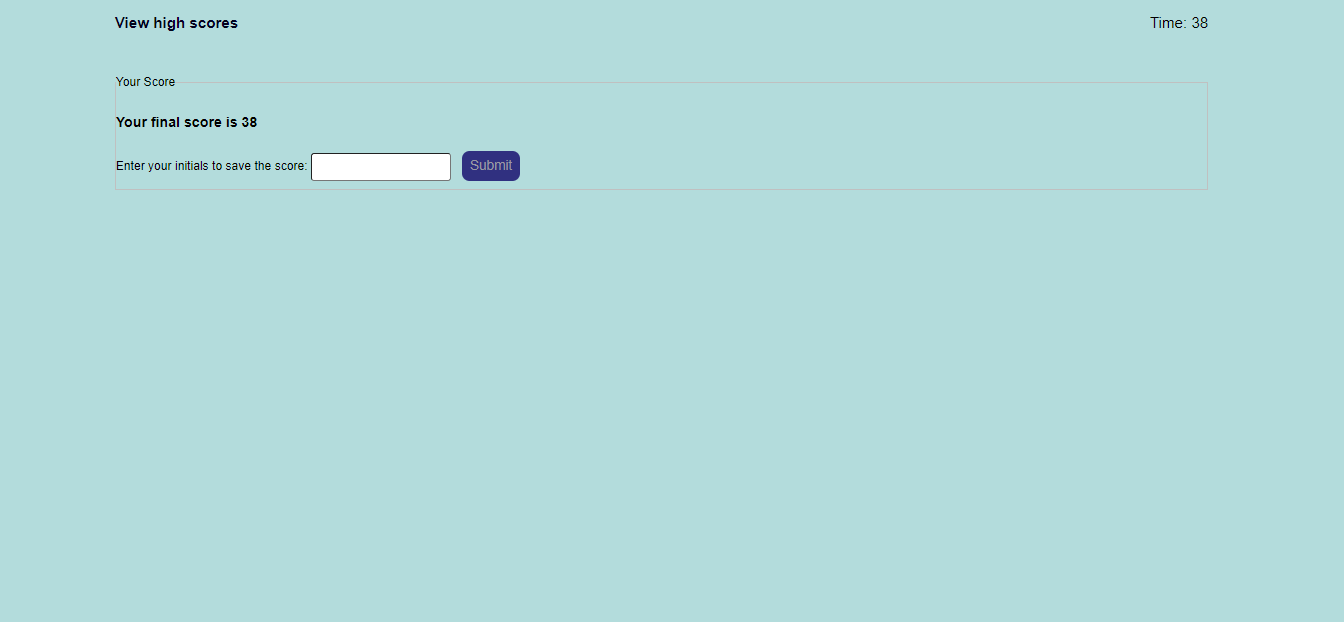 View high scores
Time: 38
Your Score
Your final score is 38
Enter your initials to save the score: Submit